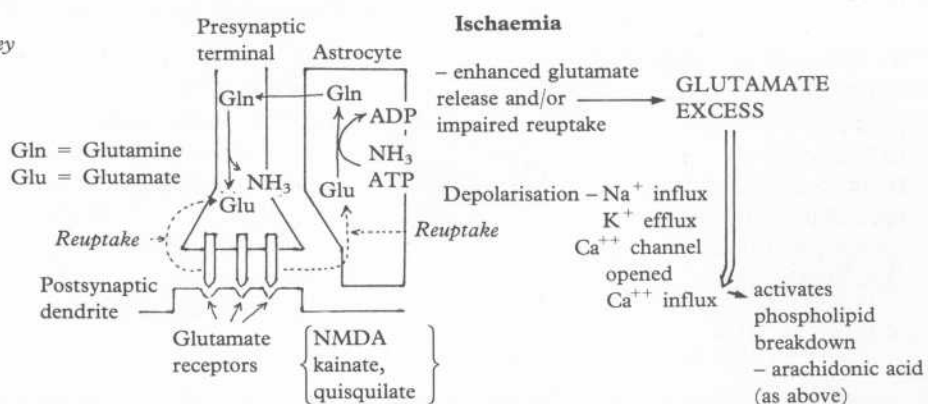 ey
Presynaptic
terminal
Astrocyte
Gln
Gln
ADP
NH₃
ATP
Gln = Glutamine
Glu = Glutamate
NH₃
Glu
Glu
Reuptake
Reuptake
Postsynaptic
dendrite
Glutamate
receptors
NMDA
kainate,
quisquilate
Ischaemia
– enhanced glutamate
release and/or
impaired reuptake
GLUTAMATE
EXCESS
Depolarisation – Na⁺ influx
K⁺ efflux
Ca⁺⁺ channel
opened
Ca⁺⁺ influx
activates
phospholipid
breakdown
– arachidonic acid
(as above)